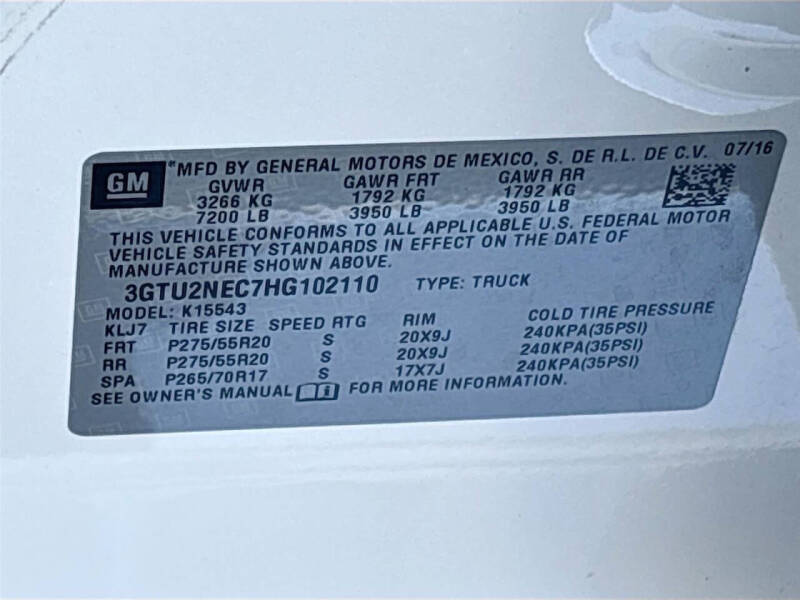 GM MFD BY GENERAL MOTORS DE MEXICO, S. DE R.L. DE C.V. 07/16
GVWR GAWR FRT GAWR RR
3266 KG 1792 KG 1792 KG
7200 LB 3950 LB 3950 LB
THIS VEHICLE CONFORMS TO ALL APPLICABLE U.S. FEDERAL MOTOR
VEHICLE SAFETY STANDARDS IN EFFECT ON THE DATE OF
MANUFACTURE SHOWN ABOVE.
3GTU2NEC7HG102110 TYPE: TRUCK
MODEL: K15543
KLJ7 TIRE SIZE SPEED RTG RIM COLD TIRE PRESSURE
FRT P275/55R20 S 20X9J 240KPA(35PSI)
RR P275/55R20 S 20X9J 240KPA(35PSI)
SPA P265/70R17 S 17X7J 240KPA(35PSI)
SEE OWNER'S MANUAL FOR MORE INFORMATION.